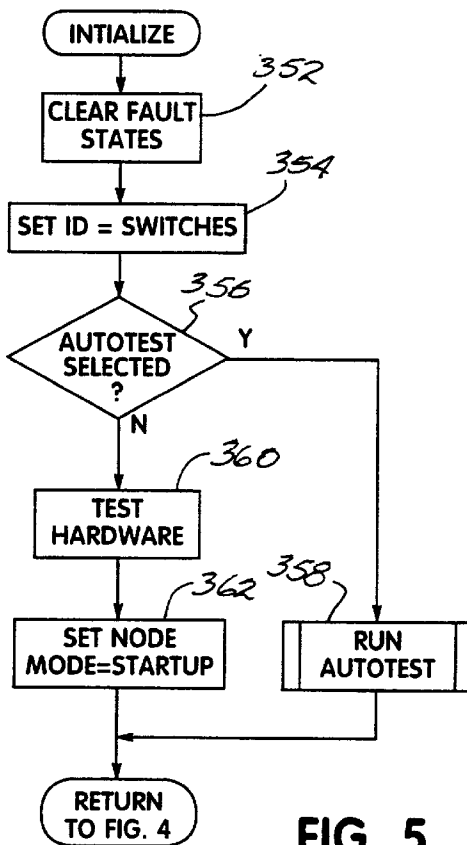 INTIALIZE
352
CLEAR FAULT
STATES
354
SET ID = SWITCHES
356
AUTOTEST
SELECTED
?
Y
N
360
TEST
HARDWARE
362
SET NODE
MODE=STARTUP
358
RUN
AUTOTEST
RETURN
TO FIG. 4
FIG. 5